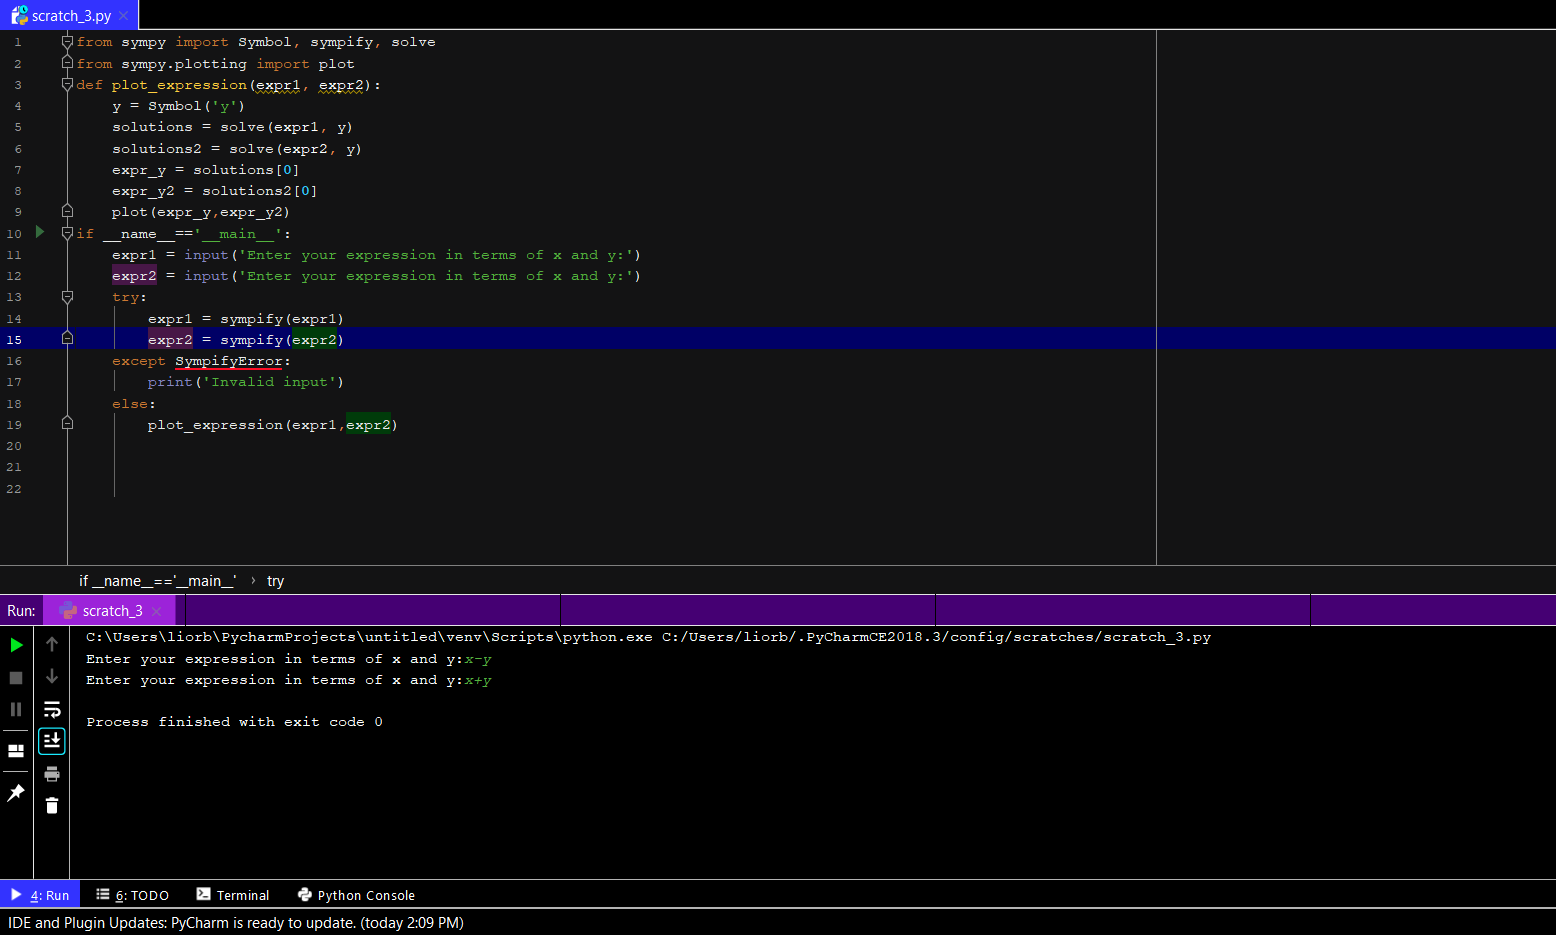 scratch_3.py
1 from sympy import Symbol, sympify, solve
2 from sympy.plotting import plot
3 def plot_expression(expr1, expr2):
4     y = Symbol('y')
5     solutions = solve(expr1, y)
6     solutions2 = solve(expr2, y)
7     expr_y = solutions[0]
8     expr_y2 = solutions2[0]
9     plot(expr_y,expr_y2)
10 if __name__=='__main__':
11     expr1 = input('Enter your expression in terms of x and y:')
12     expr2 = input('Enter your expression in terms of x and y:')
13     try:
14         expr1 = sympify(expr1)
15         expr2 = sympify(expr2)
16     except SympifyError:
17         print('Invalid input')
18     else:
19         plot_expression(expr1,expr2)
20
21
22
if __name__=='__main__' › try
Run: scratch_3
C:\Users\liorb\PycharmProjects\untitled\venv\Scripts\python.exe C:/Users/liorb/.PyCharmCE2018.3/config/scratches/scratch_3.py
Enter your expression in terms of x and y:x-y
Enter your expression in terms of x and y:x+y
Process finished with exit code 0
4: Run 6: TODO Terminal Python Console
IDE and Plugin Updates: PyCharm is ready to update. (today 2:09 PM)